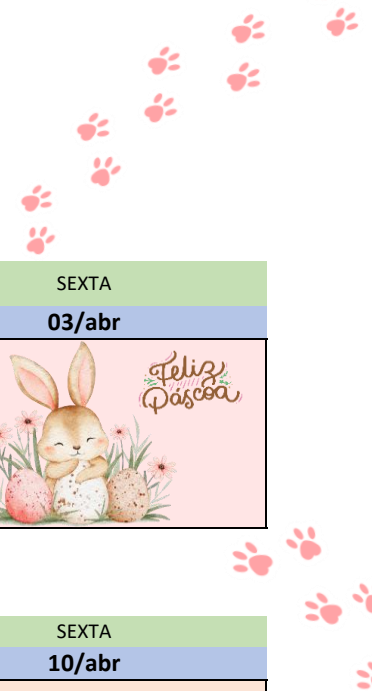 SEXTA
03/abr
Feliz
Páscoa
SEXTA
10/abr